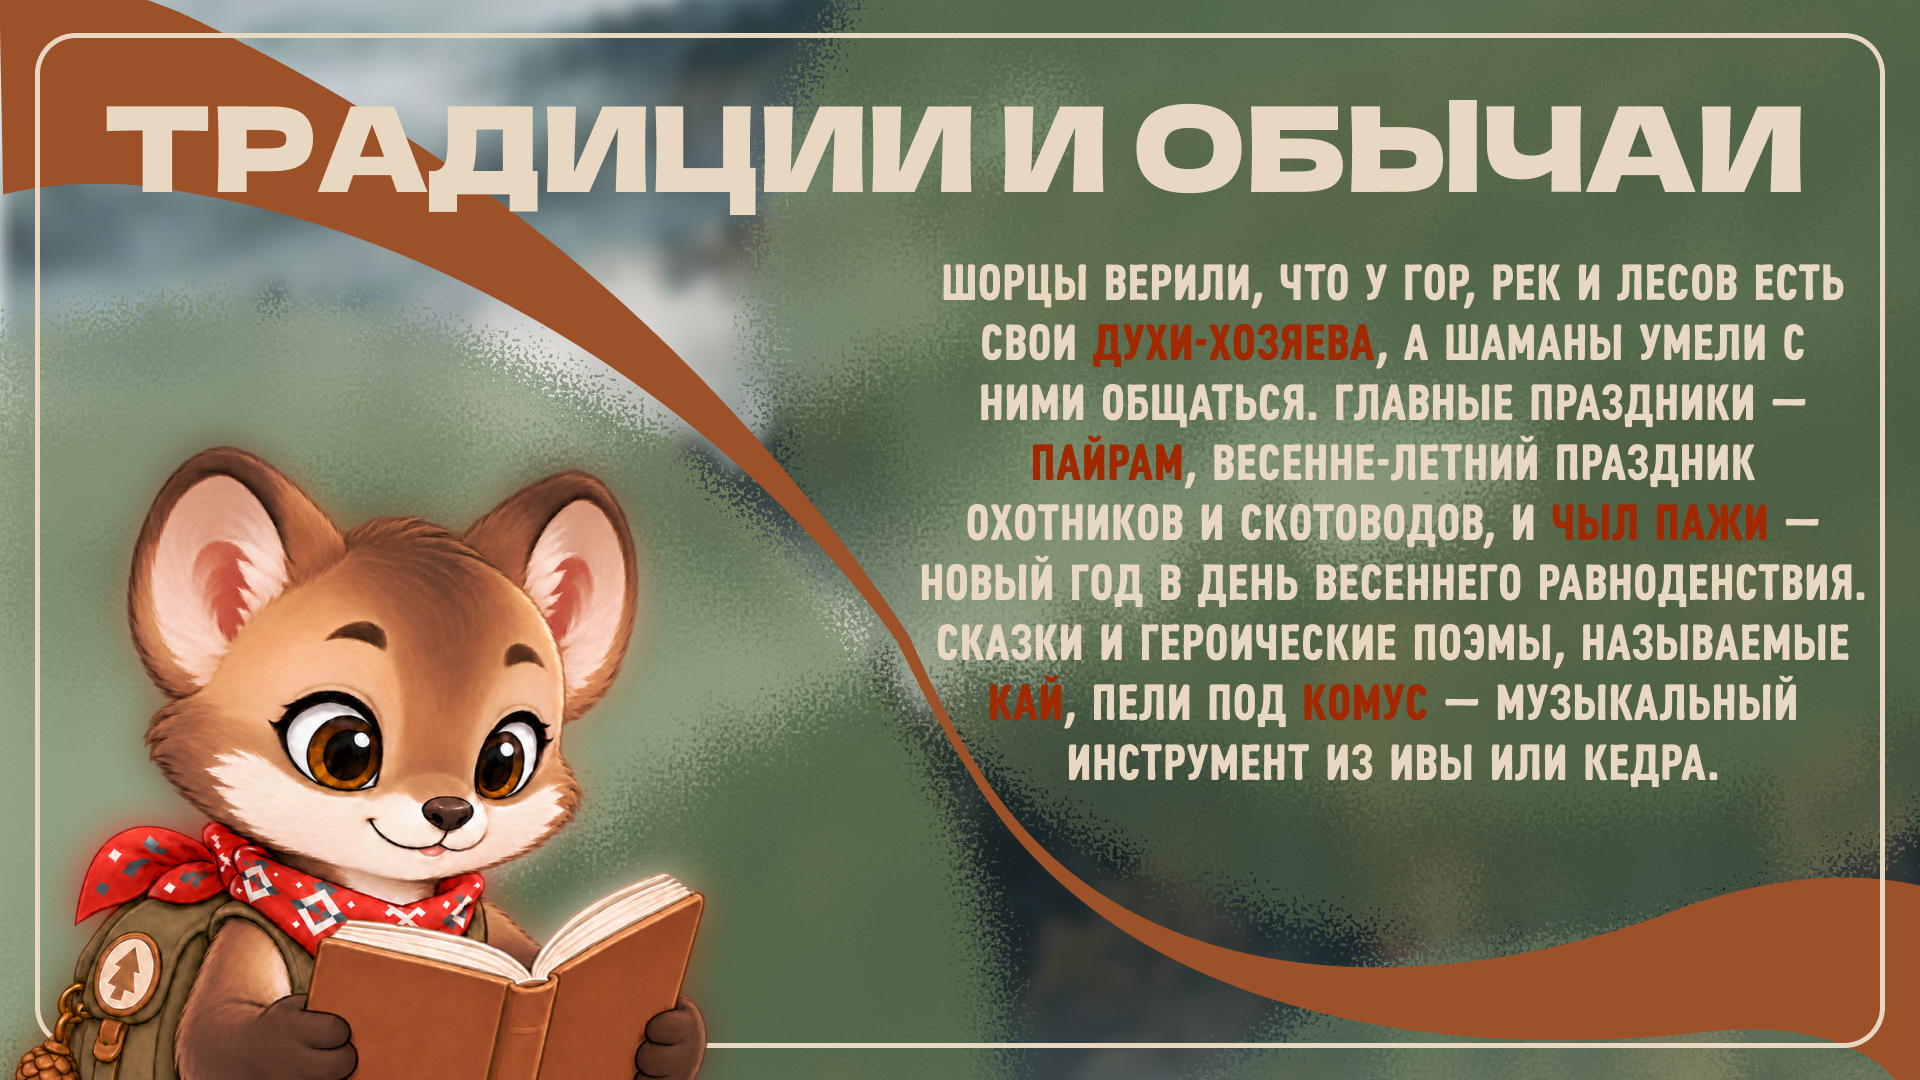 ТРАДИЦИИ И ОБЫЧАИ
ШОРЦЫ ВЕРИЛИ, ЧТО У ГОР, РЕК И ЛЕСОВ ЕСТЬ
СВОИ ДУХИ-ХОЗЯЕВА, А ШАМАНЫ УМЕЛИ С
НИМИ ОБЩАТЬСЯ. ГЛАВНЫЕ ПРАЗДНИКИ —
ПАЙРАМ, ВЕСЕННЕ-ЛЕТНИЙ ПРАЗДНИК
ОХОТНИКОВ И СКОТОВОДОВ, И ЧЫЛ ПАЖИ —
НОВЫЙ ГОД В ДЕНЬ ВЕСЕННЕГО РАВНОДЕНСТВИЯ.
СКАЗКИ И ГЕРОИЧЕСКИЕ ПОЭМЫ, НАЗЫВАЕМЫЕ
КАЙ, ПЕЛИ ПОД КОМУС — МУЗЫКАЛЬНЫЙ
ИНСТРУМЕНТ ИЗ ИВЫ ИЛИ КЕДРА.